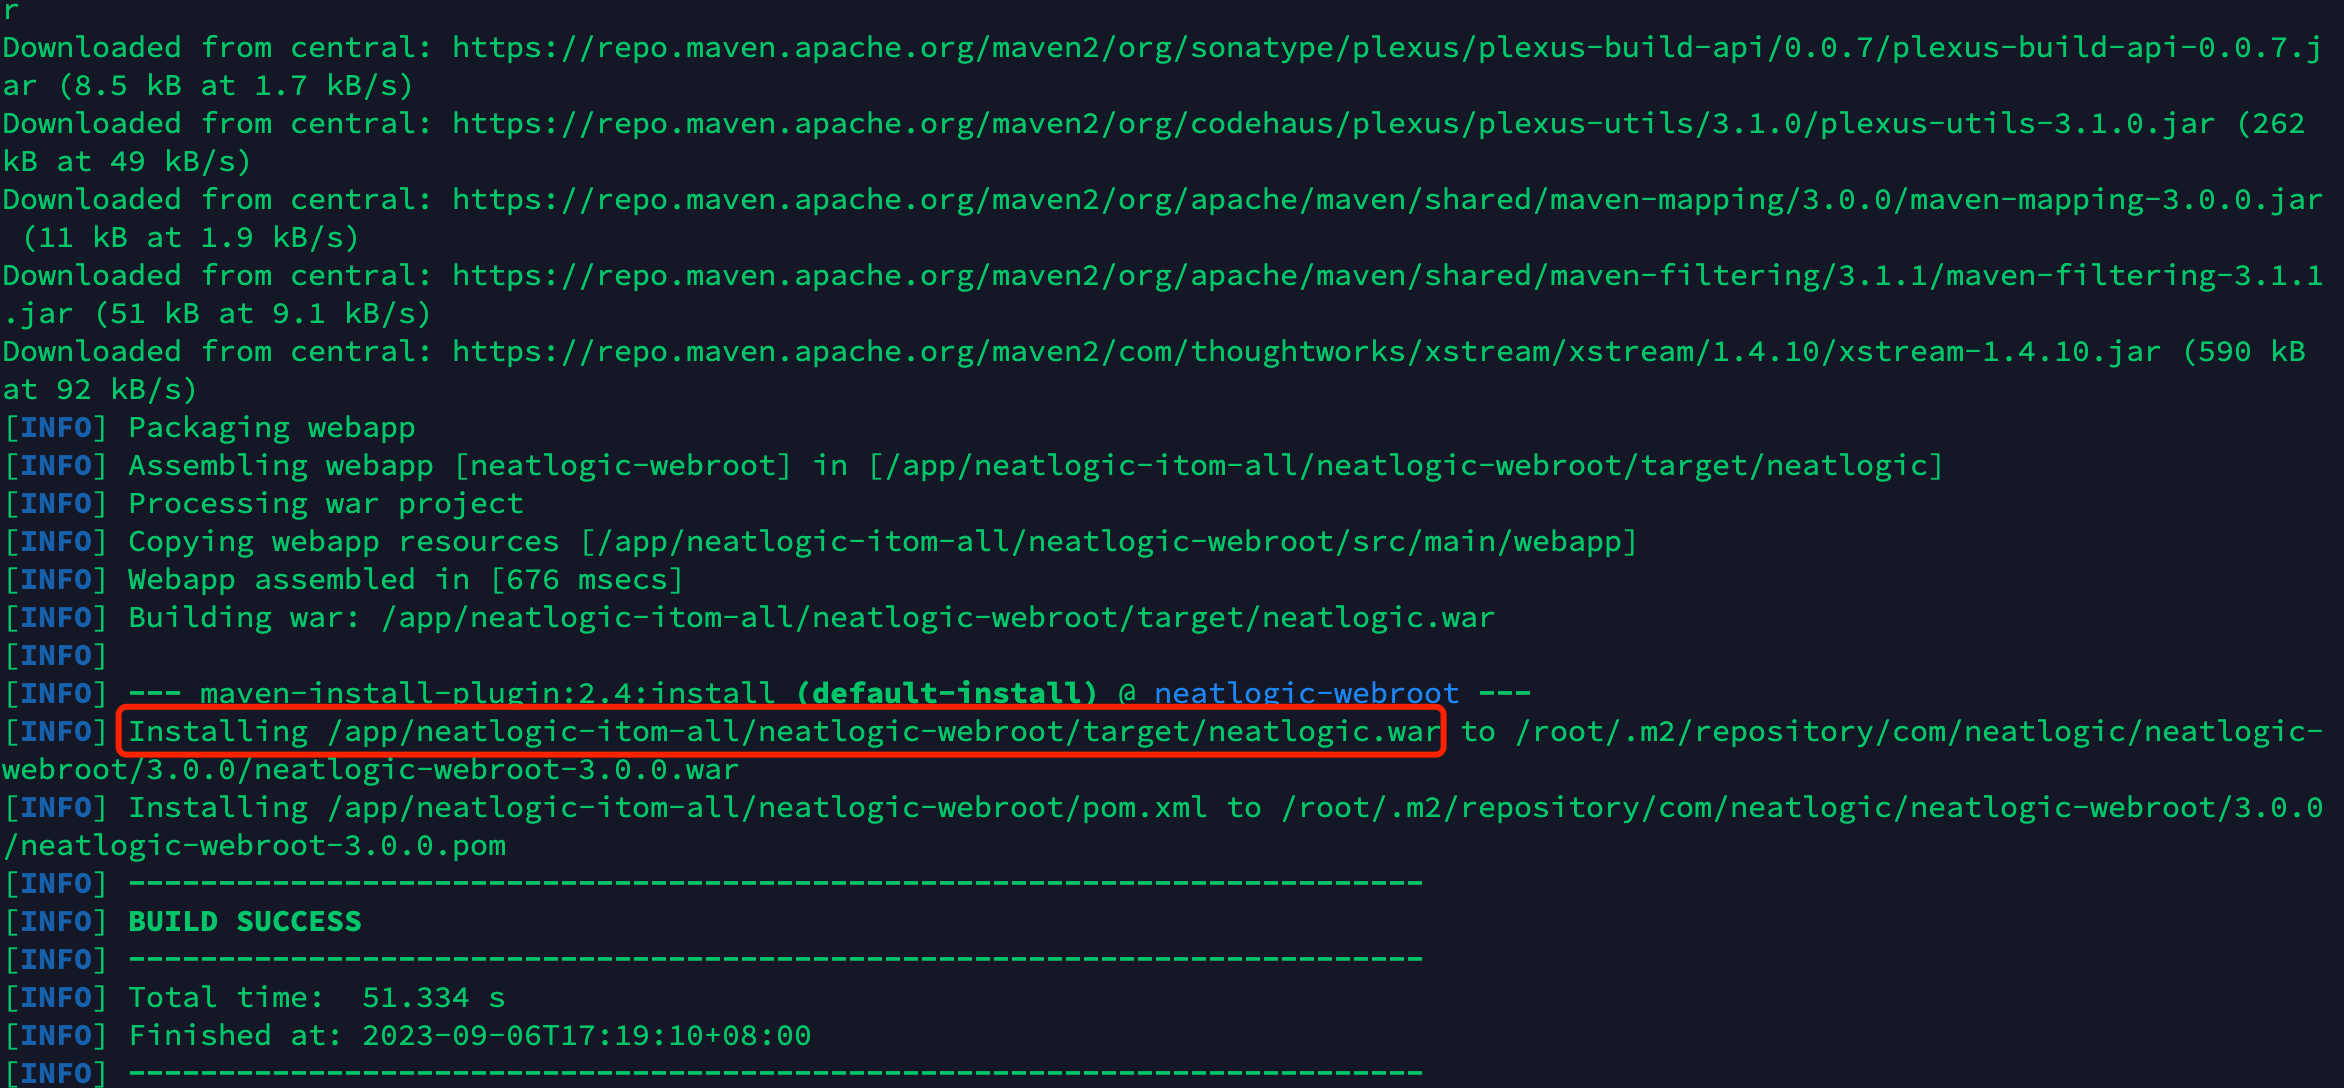 r
Downloaded from central: https://repo.maven.apache.org/maven2/org/sonatype/plexus/plexus-build-api/0.0.7/plexus-build-api-0.0.7.j
ar (8.5 kB at 1.7 kB/s)
Downloaded from central: https://repo.maven.apache.org/maven2/org/codehaus/plexus/plexus-utils/3.1.0/plexus-utils-3.1.0.jar (262
kB at 49 kB/s)
Downloaded from central: https://repo.maven.apache.org/maven2/org/apache/maven/shared/maven-mapping/3.0.0/maven-mapping-3.0.0.jar
 (11 kB at 1.9 kB/s)
Downloaded from central: https://repo.maven.apache.org/maven2/org/apache/maven/shared/maven-filtering/3.1.1/maven-filtering-3.1.1
.jar (51 kB at 9.1 kB/s)
Downloaded from central: https://repo.maven.apache.org/maven2/com/thoughtworks/xstream/xstream/1.4.10/xstream-1.4.10.jar (590 kB
at 92 kB/s)
[INFO] Packaging webapp
[INFO] Assembling webapp [neatlogic-webroot] in [/app/neatlogic-itom-all/neatlogic-webroot/target/neatlogic]
[INFO] Processing war project
[INFO] Copying webapp resources [/app/neatlogic-itom-all/neatlogic-webroot/src/main/webapp]
[INFO] Webapp assembled in [676 msecs]
[INFO] Building war: /app/neatlogic-itom-all/neatlogic-webroot/target/neatlogic.war
[INFO]
[INFO] --- maven-install-plugin:2.4:install (default-install) @ neatlogic-webroot ---
[INFO] Installing /app/neatlogic-itom-all/neatlogic-webroot/target/neatlogic.war to /root/.m2/repository/com/neatlogic/neatlogic-
webroot/3.0.0/neatlogic-webroot-3.0.0.war
[INFO] Installing /app/neatlogic-itom-all/neatlogic-webroot/pom.xml to /root/.m2/repository/com/neatlogic/neatlogic-webroot/3.0.0
/neatlogic-webroot-3.0.0.pom
[INFO] ------------------------------------------------------------------------
[INFO] BUILD SUCCESS
[INFO] ------------------------------------------------------------------------
[INFO] Total time:  51.334 s
[INFO] Finished at: 2023-09-06T17:19:10+08:00
[INFO] ------------------------------------------------------------------------